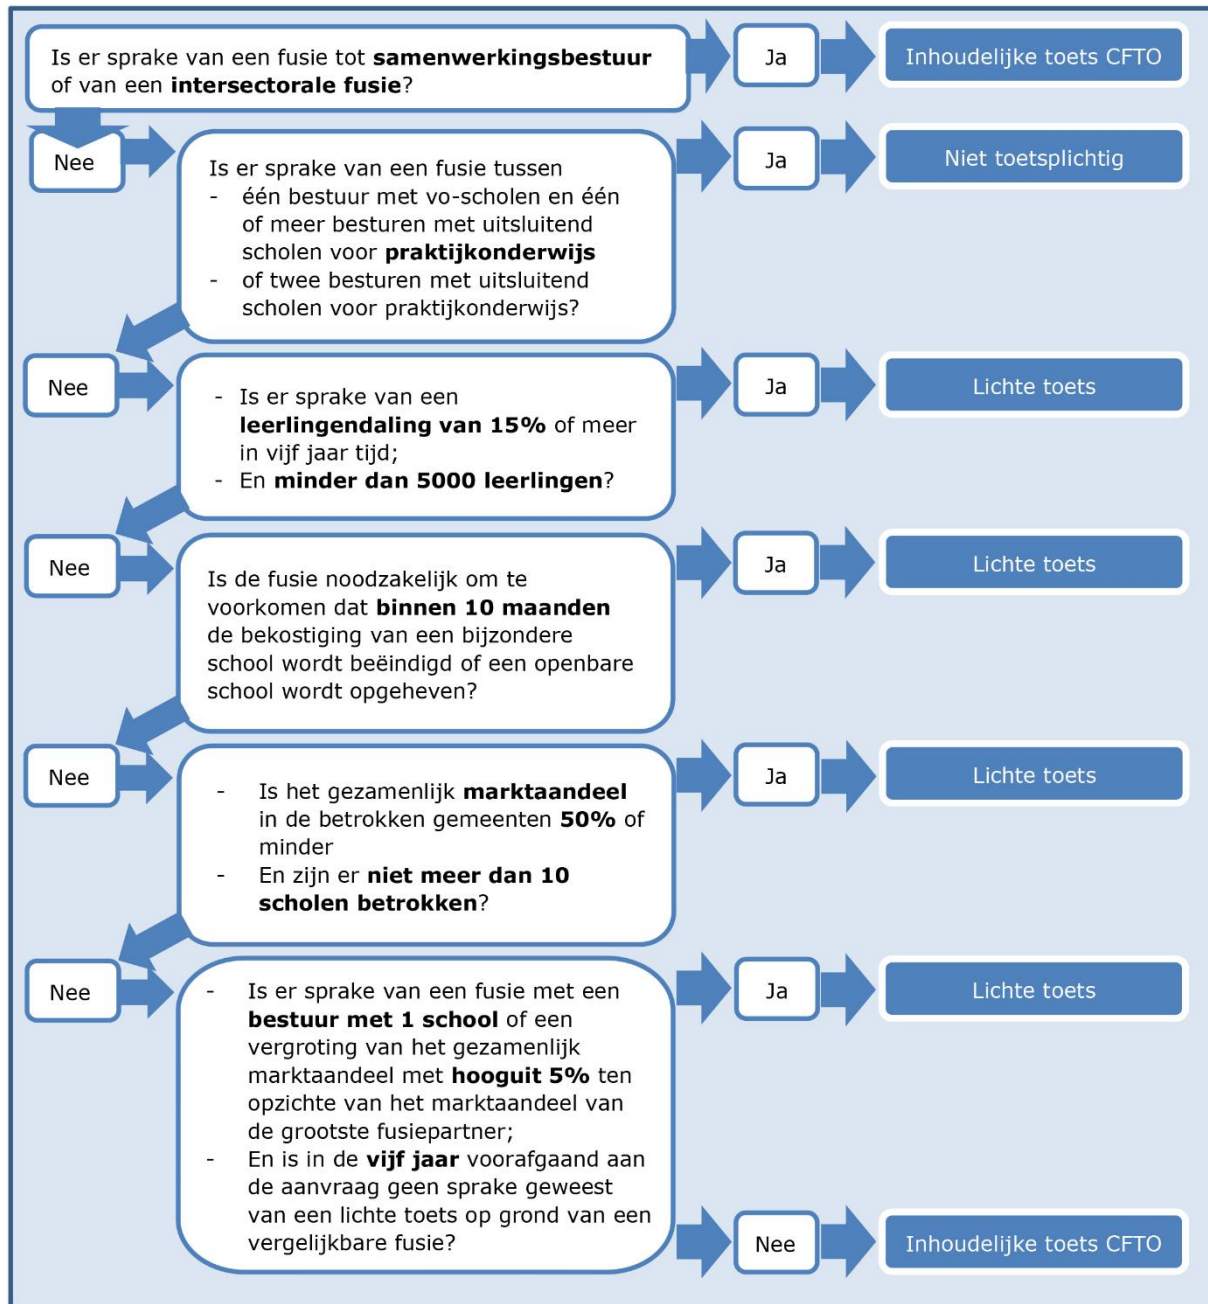 Is er sprake van een fusie tot samenwerkingsbestuur
of van een intersectorale fusie?
Ja
Inhoudelijke toets CFTO
Nee
Is er sprake van een fusie tussen
- één bestuur met vo-scholen en één
of meer besturen met uitsluitend
scholen voor praktijkonderwijs
- of twee besturen met uitsluitend
scholen voor praktijkonderwijs?
Ja
Niet toetsplichtig
Nee
- Is er sprake van een
leerlingendaling van 15% of meer
in vijf jaar tijd;
- En minder dan 5000 leerlingen?
Ja
Lichte toets
Nee
Is de fusie noodzakelijk om te
voorkomen dat binnen 10 maanden
de bekostiging van een bijzondere
school wordt beëindigd of een openbare
school wordt opgeheven?
Ja
Lichte toets
Nee
- Is het gezamenlijk marktaandeel
in de betrokken gemeenten 50% of
minder
- En zijn er niet meer dan 10
scholen betrokken?
Ja
Lichte toets
Nee
- Is er sprake van een fusie met een
bestuur met 1 school of een
vergroting van het gezamenlijk
marktaandeel met hooguit 5% ten
opzichte van het marktaandeel van
de grootste fusiepartner;
- En is in de vijf jaar voorafgaand aan
de aanvraag geen sprake geweest
van een lichte toets op grond van een
vergelijkbare fusie?
Ja
Lichte toets
Nee
Inhoudelijke toets CFTO